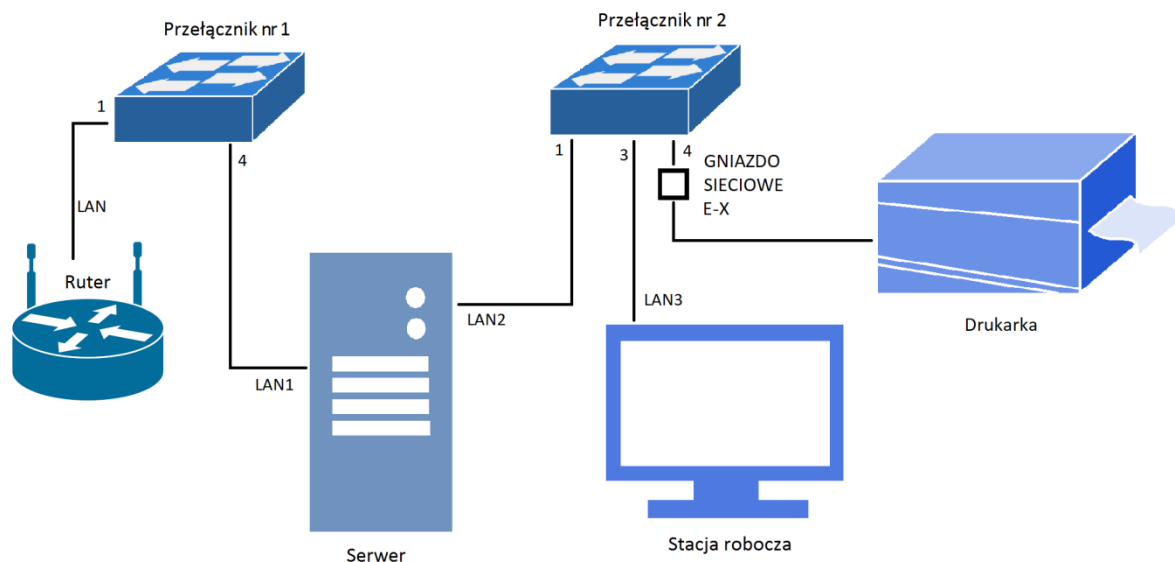 Przełącznik nr 1
Przełącznik nr 2
1
4
LAN
Ruter
LAN1
Serwer
LAN2
1
3
4
GNIAZDO
SIECIOWE
E-X
LAN3
Stacja robocza
Drukarka